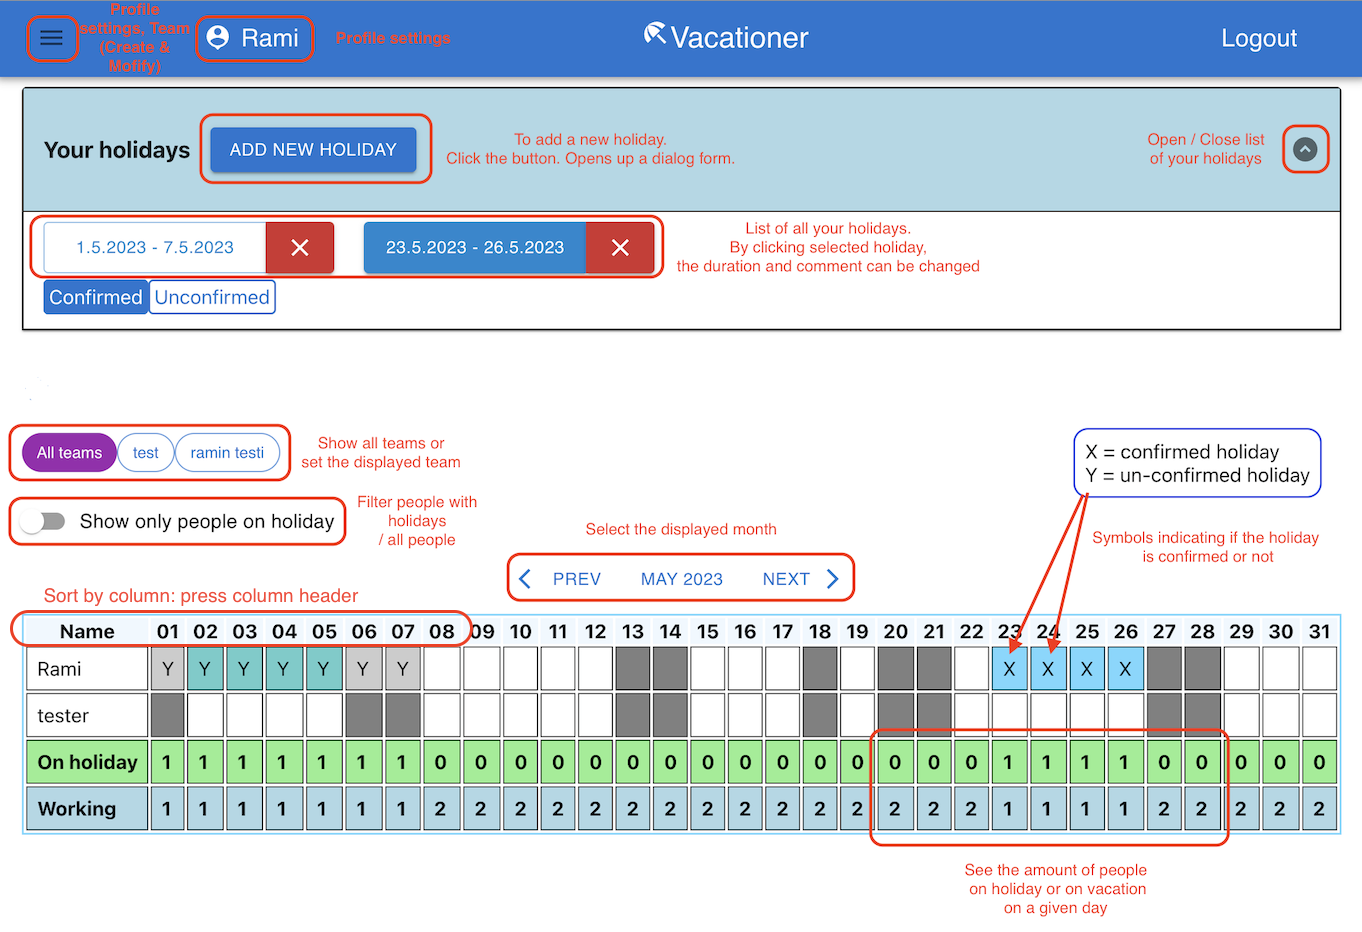 Profile
settings, Team
(Create &
Mofify)
Rami
Profile settings
Vacationer
Logout
Your holidays
ADD NEW HOLIDAY
To add a new holiday.
Click the button. Opens up a dialog form.
Open / Close list
of your holidays
1.5.2023 - 7.5.2023
23.5.2023 - 26.5.2023
List of all your holidays.
By clicking selected holiday,
the duration and comment can be changed
Confirmed
Unconfirmed
All teams
test
ramin testi
Show all teams or
set the displayed team
X = confirmed holiday
Y = un-confirmed holiday
Show only people on holiday
Filter people with
holidays
/ all people
Select the displayed month
Symbols indicating if the holiday
is confirmed or not
PREV
MAY 2023
NEXT
Sort by column: press column header
Name 01 02 03 04 05 06 07 08 09 10 11 12 13 14 15 16 17 18 19 20 21 22 23 24 25 26 27 28 29 30 31
Rami Y Y Y Y Y Y Y X X X X
tester
On holiday 1 1 1 1 1 1 1 0 0 0 0 0 0 0 0 0 0 0 0 0 0 0 1 1 1 1 0 0 0 0 0
Working 1 1 1 1 1 1 1 2 2 2 2 2 2 2 2 2 2 2 2 2 2 2 1 1 1 1 2 2 2 2 2
See the amount of people
on holiday or on vacation
on a given day